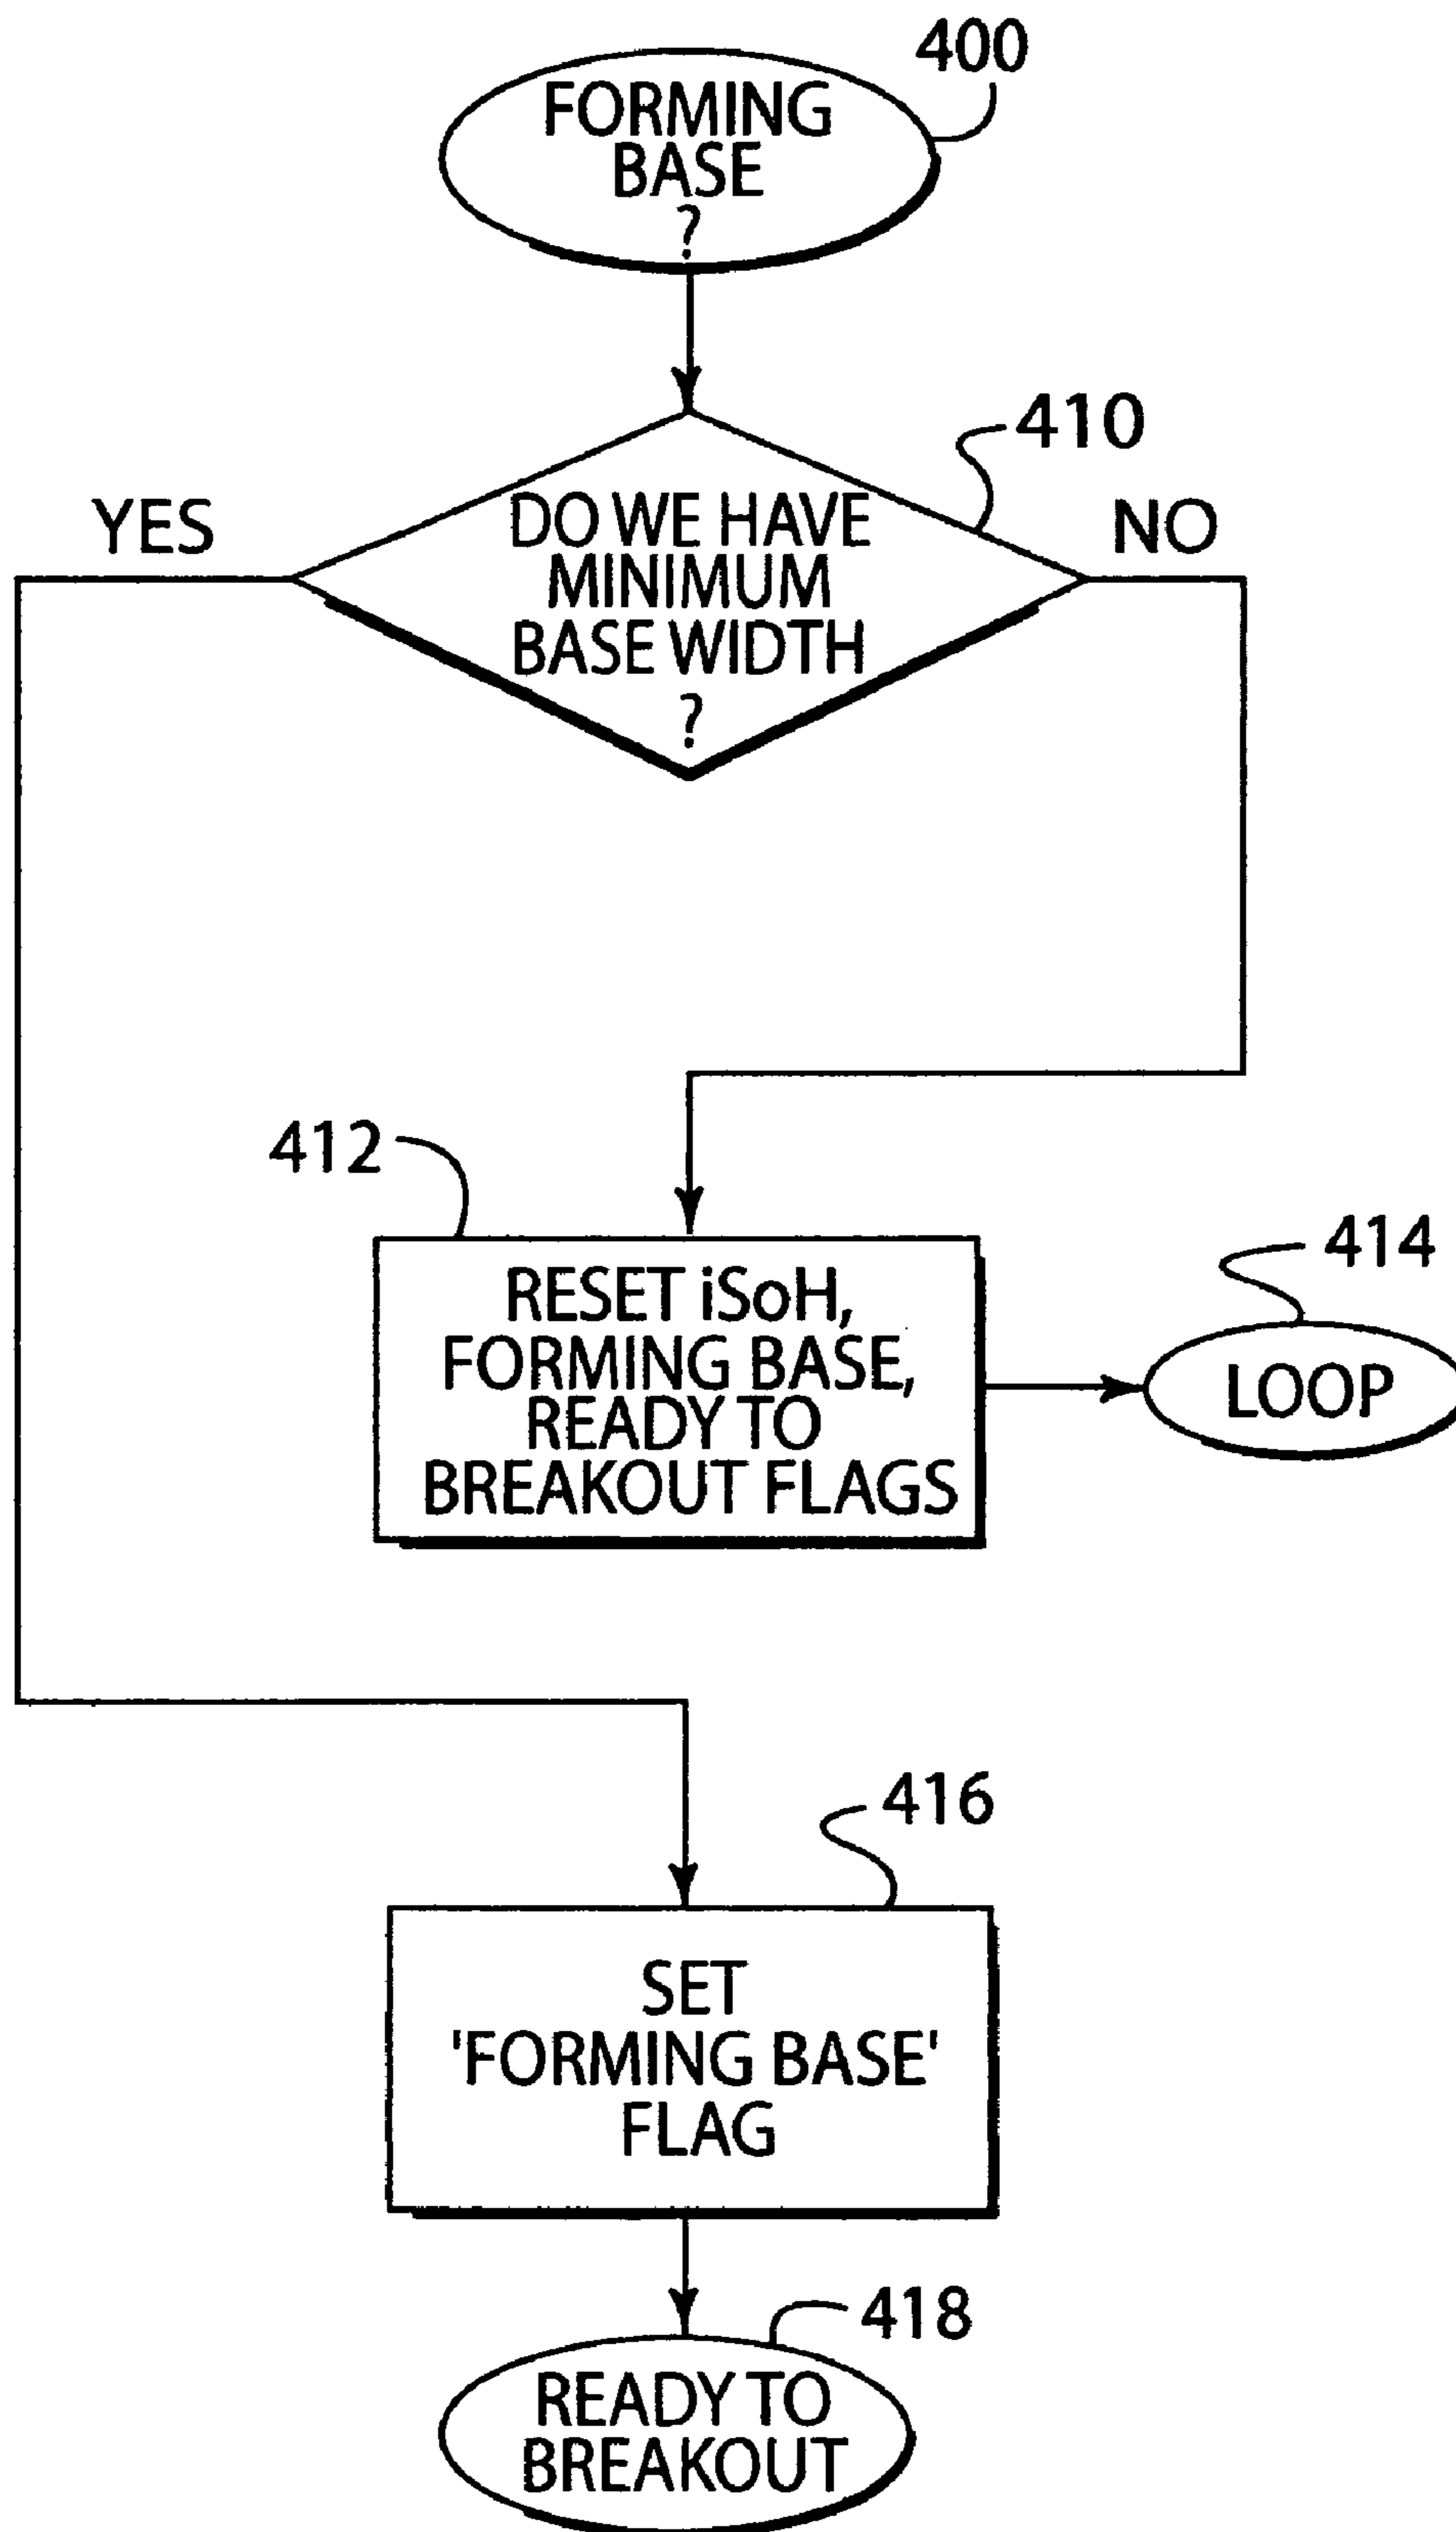 400
FORMING
BASE
?
410
YES
DO WE HAVE
MINIMUM
BASE WIDTH
?
NO
412
RESET iSoH,
FORMING BASE,
READY TO
BREAKOUT FLAGS
414
LOOP
416
SET
'FORMING BASE'
FLAG
418
READY TO
BREAKOUT